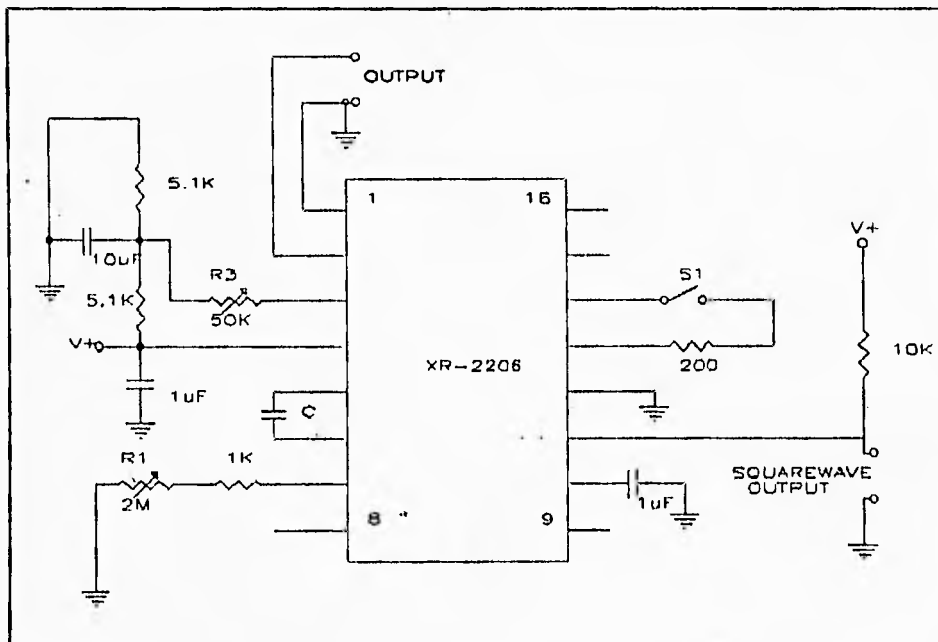 OUTPUT
1
16
5.1K
V+
10uF
R3
S1
5.1K
50K
10K
V+
XR-2206
200
1uF
C
R1
1K
SQUAREWAVE
OUTPUT
2M
1uF
8
9